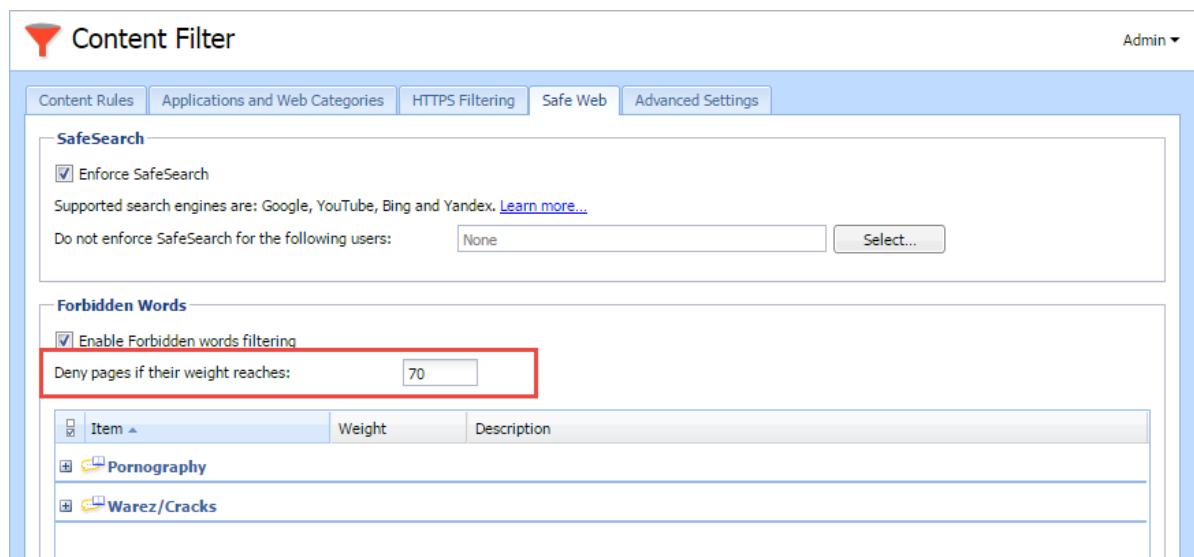 Content Filter
Admin
Content Rules
Applications and Web Categories
HTTPS Filtering
Safe Web
Advanced Settings
SafeSearch
Enforce SafeSearch
Supported search engines are: Google, YouTube, Bing and Yandex. Learn more...
Do not enforce SafeSearch for the following users: None Select...
Forbidden Words
Enable Forbidden words filtering
Deny pages if their weight reaches: 70
Item Weight Description
Pornography
Warez/Cracks